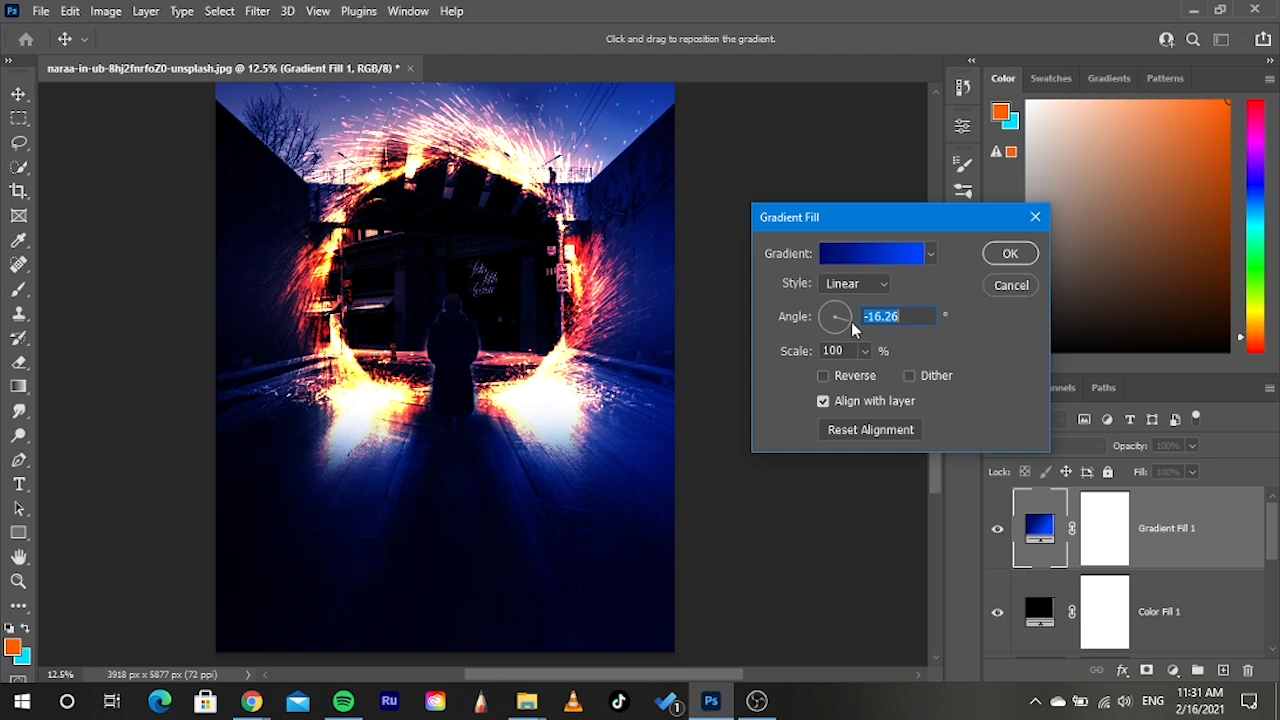 Ps File Edit Image Layer Type Select Filter 3D View Plugins Window Help
Click and drag to reposition the gradient.
naraa-in-ub-8hj2fnrfoZ0-unsplash.jpg @ 12.5% (Gradient Fill 1, RGB/8) *
Color Swatches Gradients Patterns
Gradient Fill
Gradient:
OK
Style: Linear
Cancel
Angle: -16.26 °
Scale: 100 %
Reverse Dither
Align with layer
Reset Alignment
Paths
Opacity: 100%
Lock: Fill: 100%
Gradient Fill 1
Color Fill 1
12.5% 3918 px x 5877 px (72 ppi)
Ru
1
Ps
ENG
11:31 AM
2/16/2021